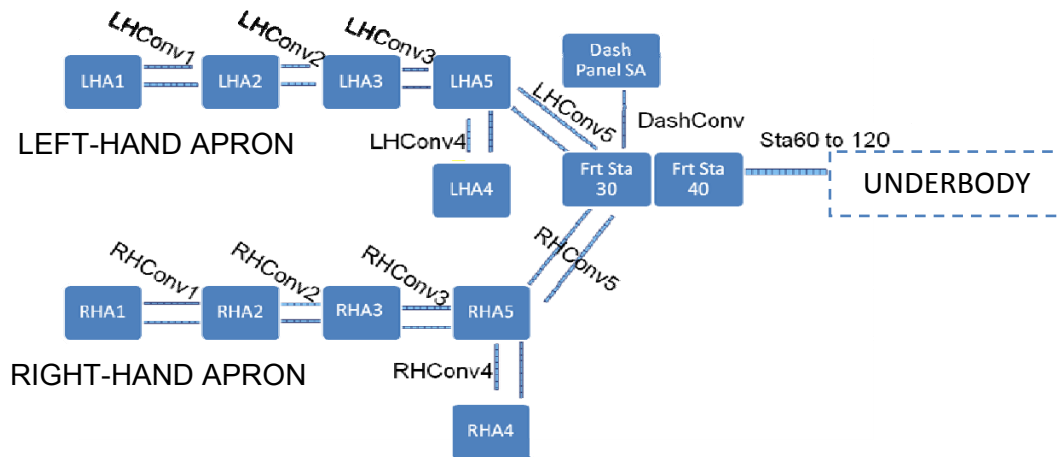 LHConv1
LHConv2
LHConv3
LHA1
LHA2
LHA3
LHA5
Dash
Panel SA
LHConv5
DashConv
LEFT-HAND APRON
LHConv4
LHA4
Frt Sta
30
Frt Sta
40
Sta60 to 120
UNDERBODY
RHConv1
RHConv2
RHConv3
RHConv5
RHA1
RHA2
RHA3
RHA5
RIGHT-HAND APRON
RHConv4
RHA4